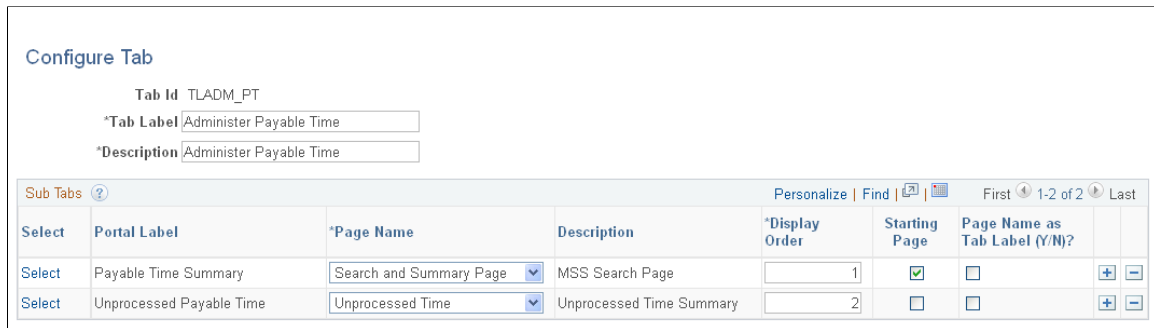 Configure Tab
Tab Id TLADM_PT
*Tab Label Administer Payable Time
*Description Administer Payable Time
Sub Tabs ? Personalize | Find | | First 1-2 of 2 Last
Select Portal Label *Page Name Description *Display Order Starting Page Page Name as Tab Label (Y/N)?
Select Payable Time Summary Search and Summary Page MSS Search Page 1
Select Unprocessed Payable Time Unprocessed Time Unprocessed Time Summary 2